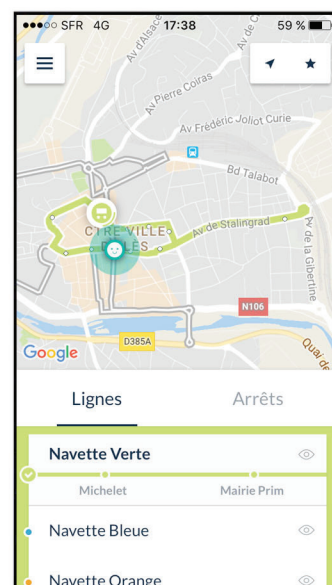 SFR 4G 17:38 59 %
Av d'Alsace
Av de C
Av Pierre Coiras
Av Frédéric Joliot Curie
Bd Talabot
CTRE VILLE
D'ALÈS
Av de Stalingrad
Av de la Gibertine
N106
D385A
Quai de
Google
Lignes Arrêts
Navette Verte
Michelet Mairie Prim
Navette Bleue
Navette Orange